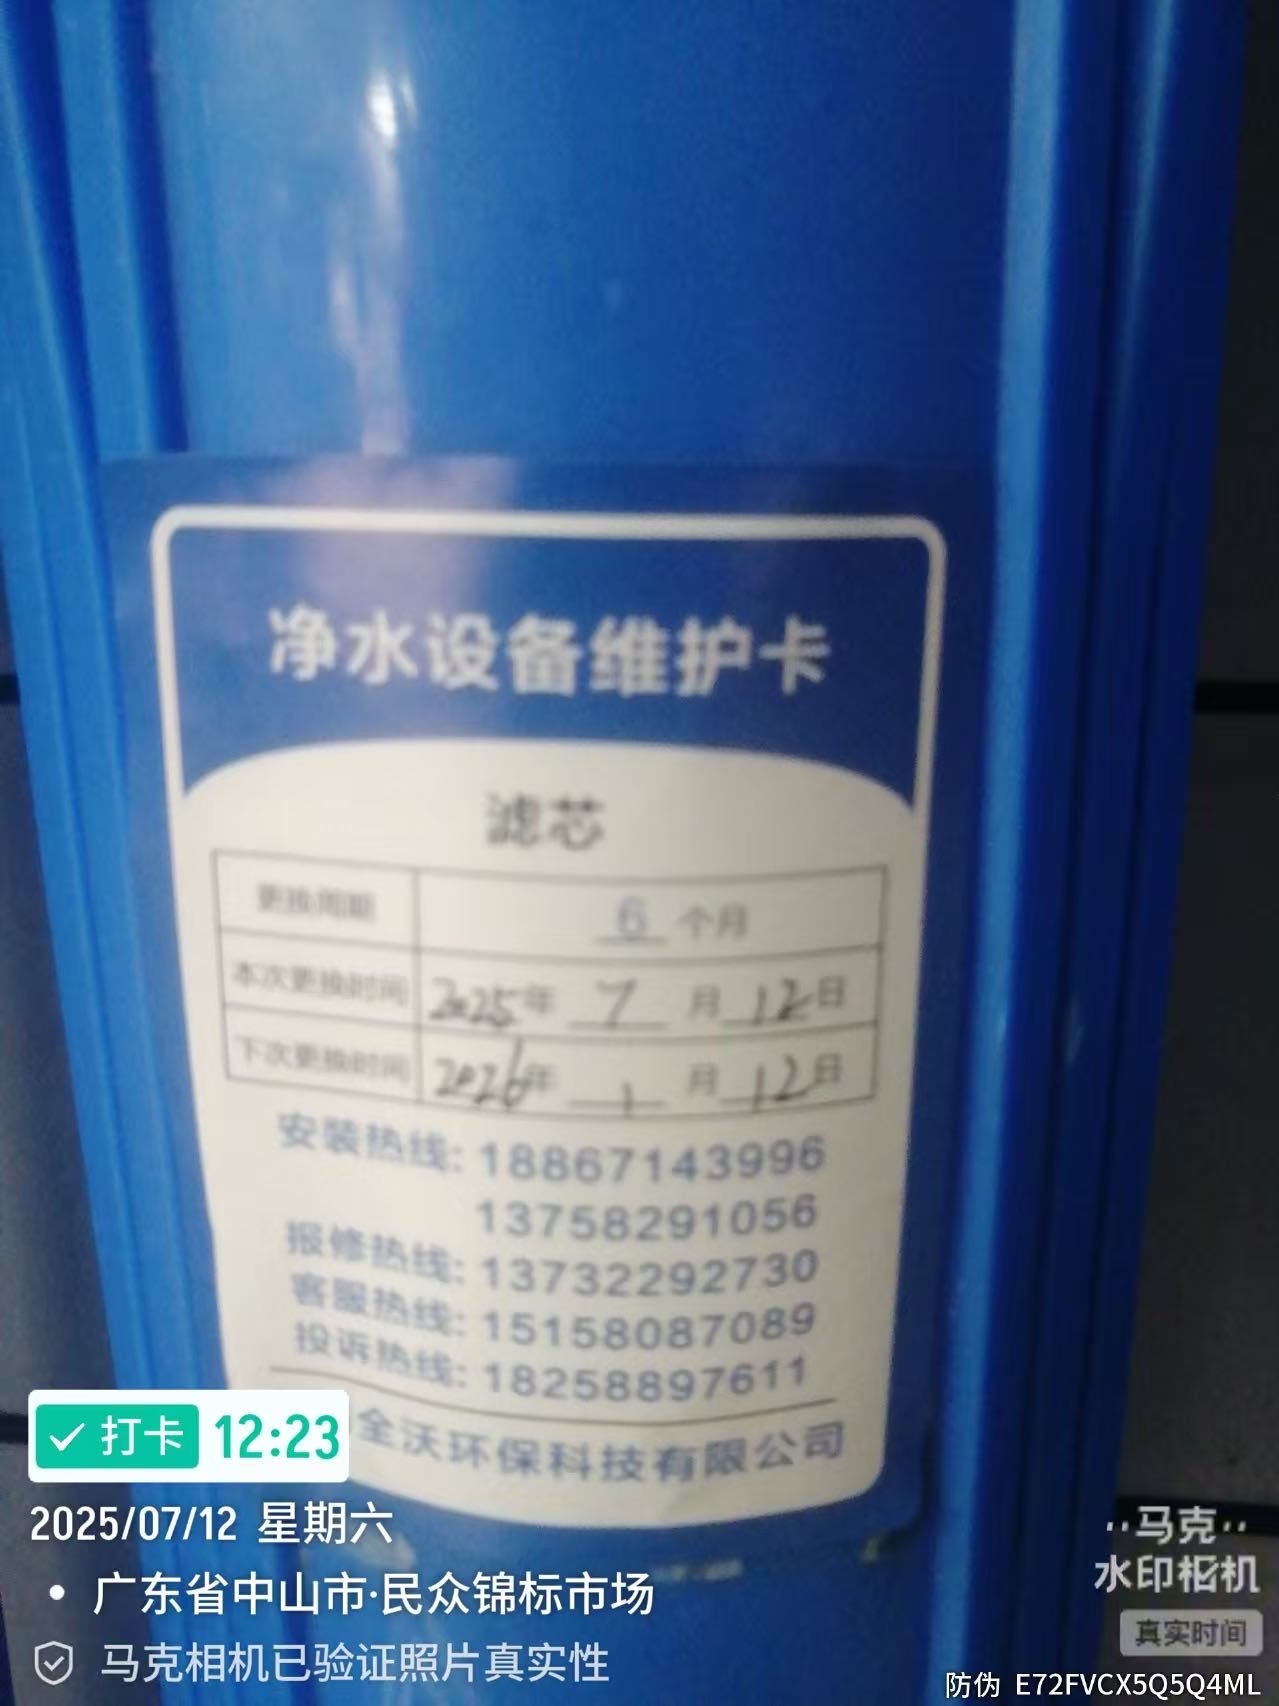 净水设备维护卡
滤芯
更换周期 6 个月
本次更换时间 2025年 7 月 12日
下次更换时间 2026年 1 月 12日
安装热线: 18867143996
13758291056
报修热线: 13732292730
客服热线: 15158087089
投诉热线: 18258897611
全沃环保科技有限公司
打卡 12:23
2025/07/12 星期六
广东省中山市·民众锦标市场
马克相机已验证照片真实性
马克
水印相机
真实时间
防伪 E72FVCX5Q5Q4ML